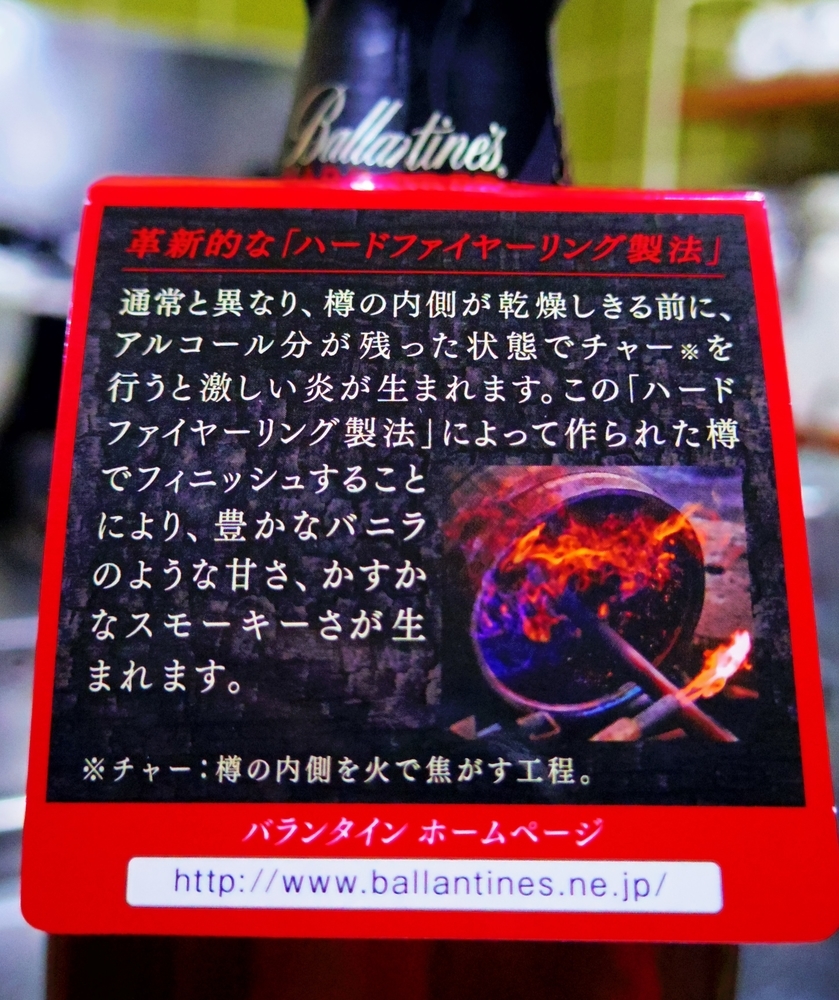 Ballantine's
革新的な「ハードファイヤーリング製法」
通常と異なり、樽の内側が乾燥しきる前に、
アルコール分が残った状態でチャー※を
行うと激しい炎が生まれます。この「ハード
ファイヤーリング製法」によって作られた樽
でフィニッシュすること
により、豊かなバニラ
のような甘さ、かすか
なスモーキーさが生
まれます。
※チャー：樽の内側を火で焦がす工程。
バランタイン ホームページ
http://www.ballantines.ne.jp/